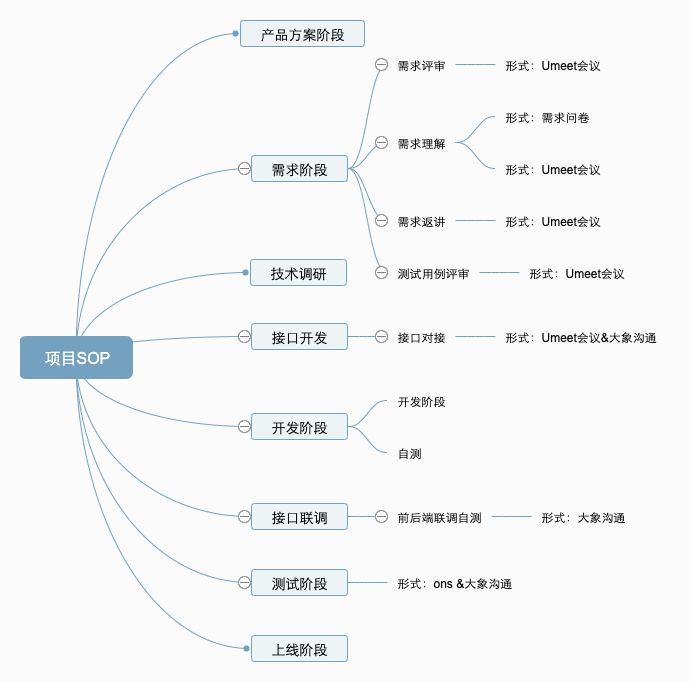 产品方案阶段
需求评审
形式：Umeet会议
形式：需求问卷
需求理解
需求阶段
形式：Umeet会议
需求返讲
形式：Umeet会议
技术调研
测试用例评审
形式：Umeet会议
接口开发
接口对接
形式：Umeet会议&大象沟通
项目SOP
开发阶段
开发阶段
自测
接口联调
前后端联调自测
形式：大象沟通
测试阶段
形式：ons &大象沟通
上线阶段